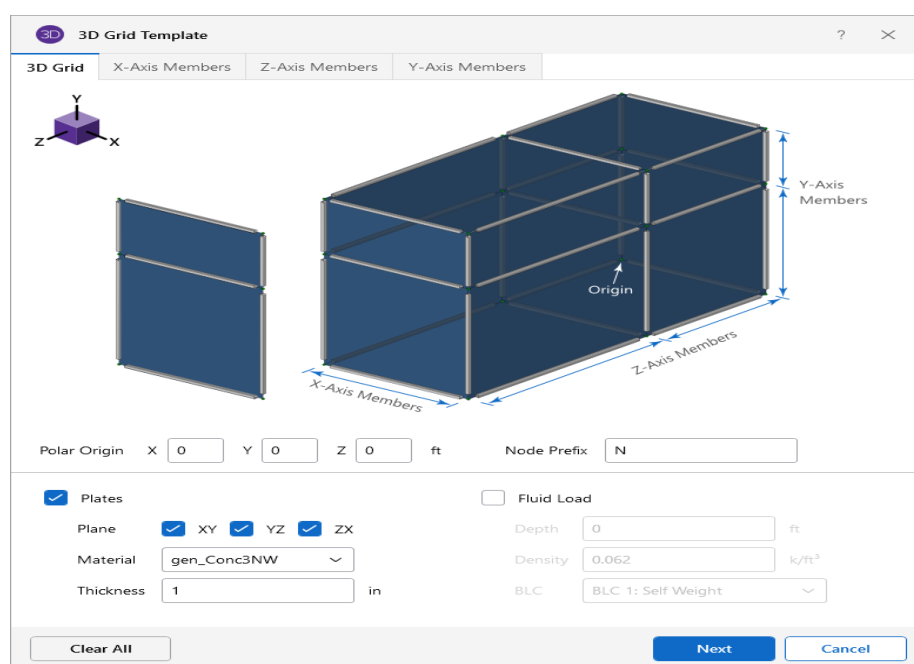 3D 3D Grid Template ?
3D Grid X-Axis Members Z-Axis Members Y-Axis Members
Y
Z X
Y-Axis
Members
Origin
Z-Axis Members
X-Axis Members
Polar Origin X 0 Y 0 Z 0 ft Node Prefix N
Plates Fluid Load
Plane XY YZ ZX Depth 0 ft
Material gen_Conc3NW Density 0.062 k/ft³
Thickness 1 in BLC BLC 1: Self Weight
Clear All Next Cancel